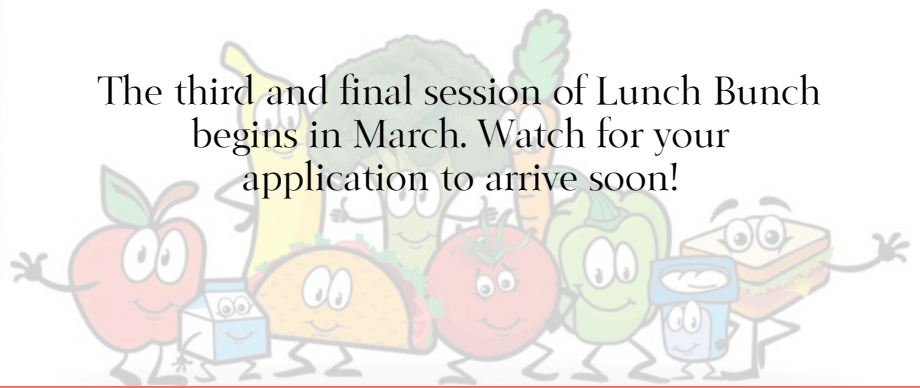 The third and final session of Lunch Bunch
begins in March. Watch for your
application to arrive soon!